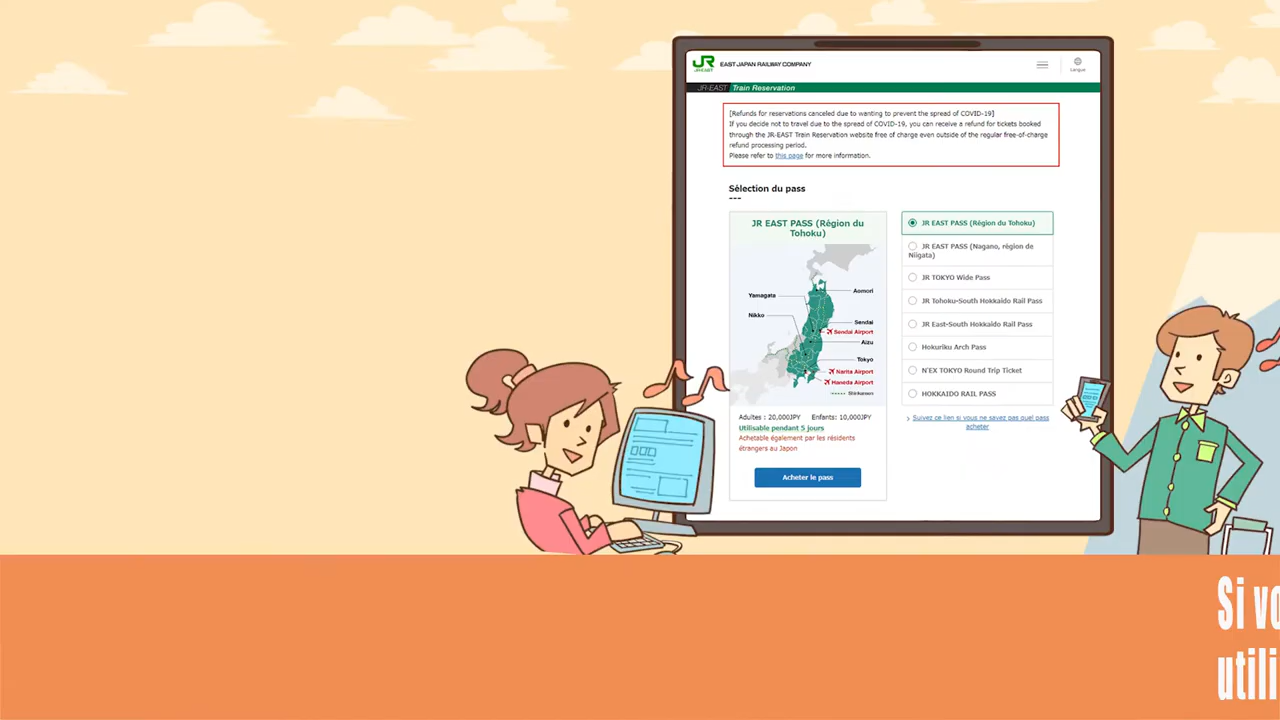 JR
JR-EAST
EAST JAPAN RAILWAY COMPANY
Langue
JR-EAST Train Reservation
[Refunds for reservations canceled due to wanting to prevent the spread of COVID-19]
If you decide not to travel due to the spread of COVID-19, you can receive a refund for tickets booked
through the JR-EAST Train Reservation website free of charge even outside of the regular free-of-charge
refund processing period.
Please refer to this page for more information.
Sélection du pass
---
JR EAST PASS (Région du
Tohoku)
Aomori
Yamagata
Nikko
Sendai
Sendai Airport
Aizu
Tokyo
Narita Airport
Haneda Airport
Shinkansen
Adultes : 20,000JPY Enfants: 10,000JPY
Utilisable pendant 5 jours
Achetable également par les résidents
étrangers au Japon
Acheter le pass
JR EAST PASS (Région du Tohoku)
JR EAST PASS (Nagano, région de
Niigata)
JR TOKYO Wide Pass
JR Tohoku-South Hokkaido Rail Pass
JR East-South Hokkaido Rail Pass
Hokuriku Arch Pass
N'EX TOKYO Round Trip Ticket
HOKKAIDO RAIL PASS
Suivez ce lien si vous ne savez pas quel pass
acheter
Si vo
utili